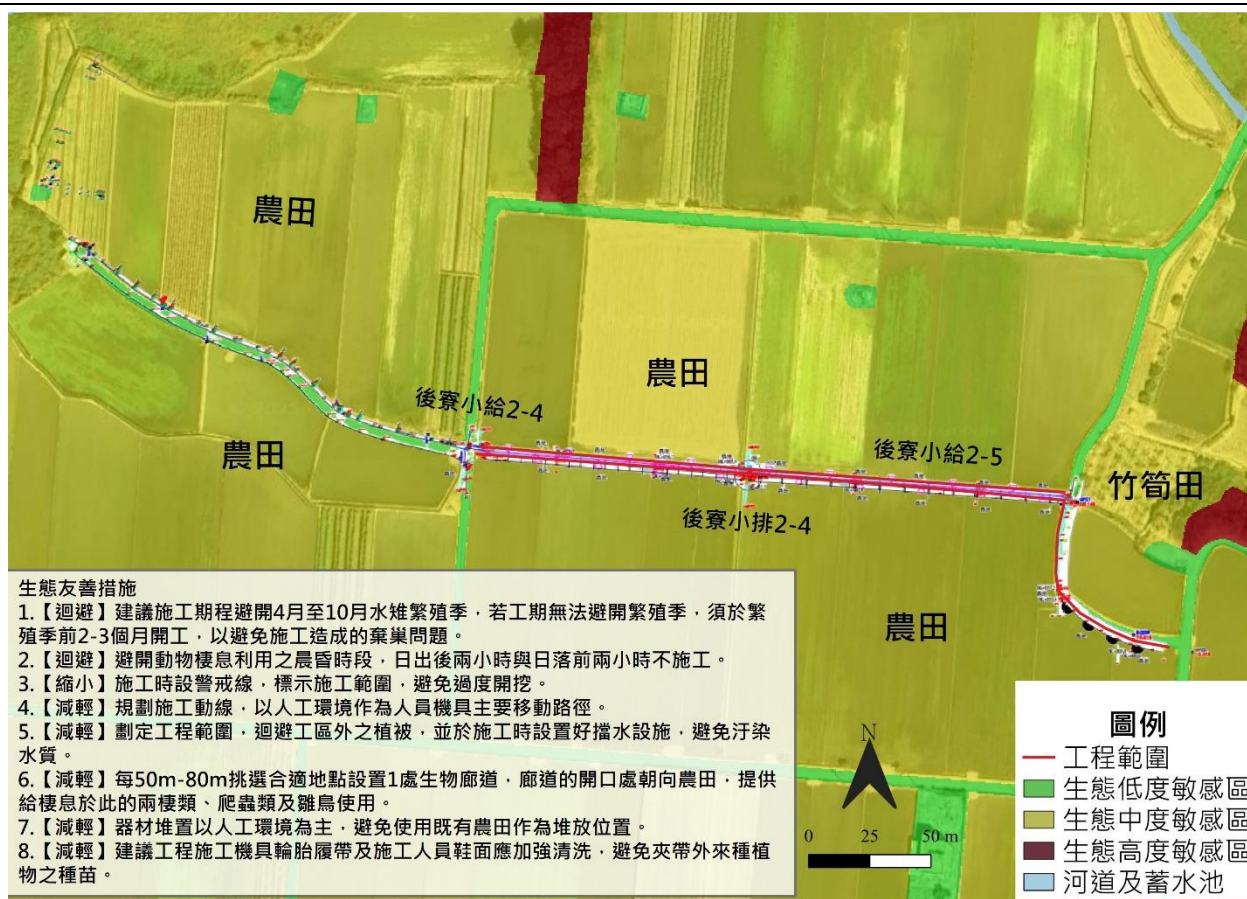 農田
後寮小給2-4
農田
農田
後寮小給2-5
竹筍田
後寮小排2-4
農田
生態友善措施
1.【迴避】建議施工期程避開4月至10月水雉繁殖季，若工期無法避開繁殖季，須於繁
殖季前2-3個月開工，以避免施工造成的棄巢問題。
2.【迴避】避開動物棲息利用之晨昏時段，日出後兩小時與日落前兩小時不施工。
3.【縮小】施工時設警戒線，標示施工範圍，避免過度開挖。
4.【減輕】規劃施工動線，以人工環境作為人員機具主要移動路徑。
5.【減輕】劃定工程範圍，迴避工區外之植被，並於施工時設置好擋水設施，避免汙染
水質。
6.【減輕】每50m-80m挑選合適地點設置1處生物廊道，廊道的開口處朝向農田，提供
給棲息於此的兩棲類、爬蟲類及雛鳥使用。
7.【減輕】器材堆置以人工環境為主，避免使用既有農田作為堆放位置。
8.【減輕】建議工程施工機具輪胎履帶及施工人員鞋面應加強清洗，避免夾帶外來種植
物之種苗。
N
0 25 50 m
圖例
工程範圍
生態低度敏感區
生態中度敏感區
生態高度敏感區
河道及蓄水池